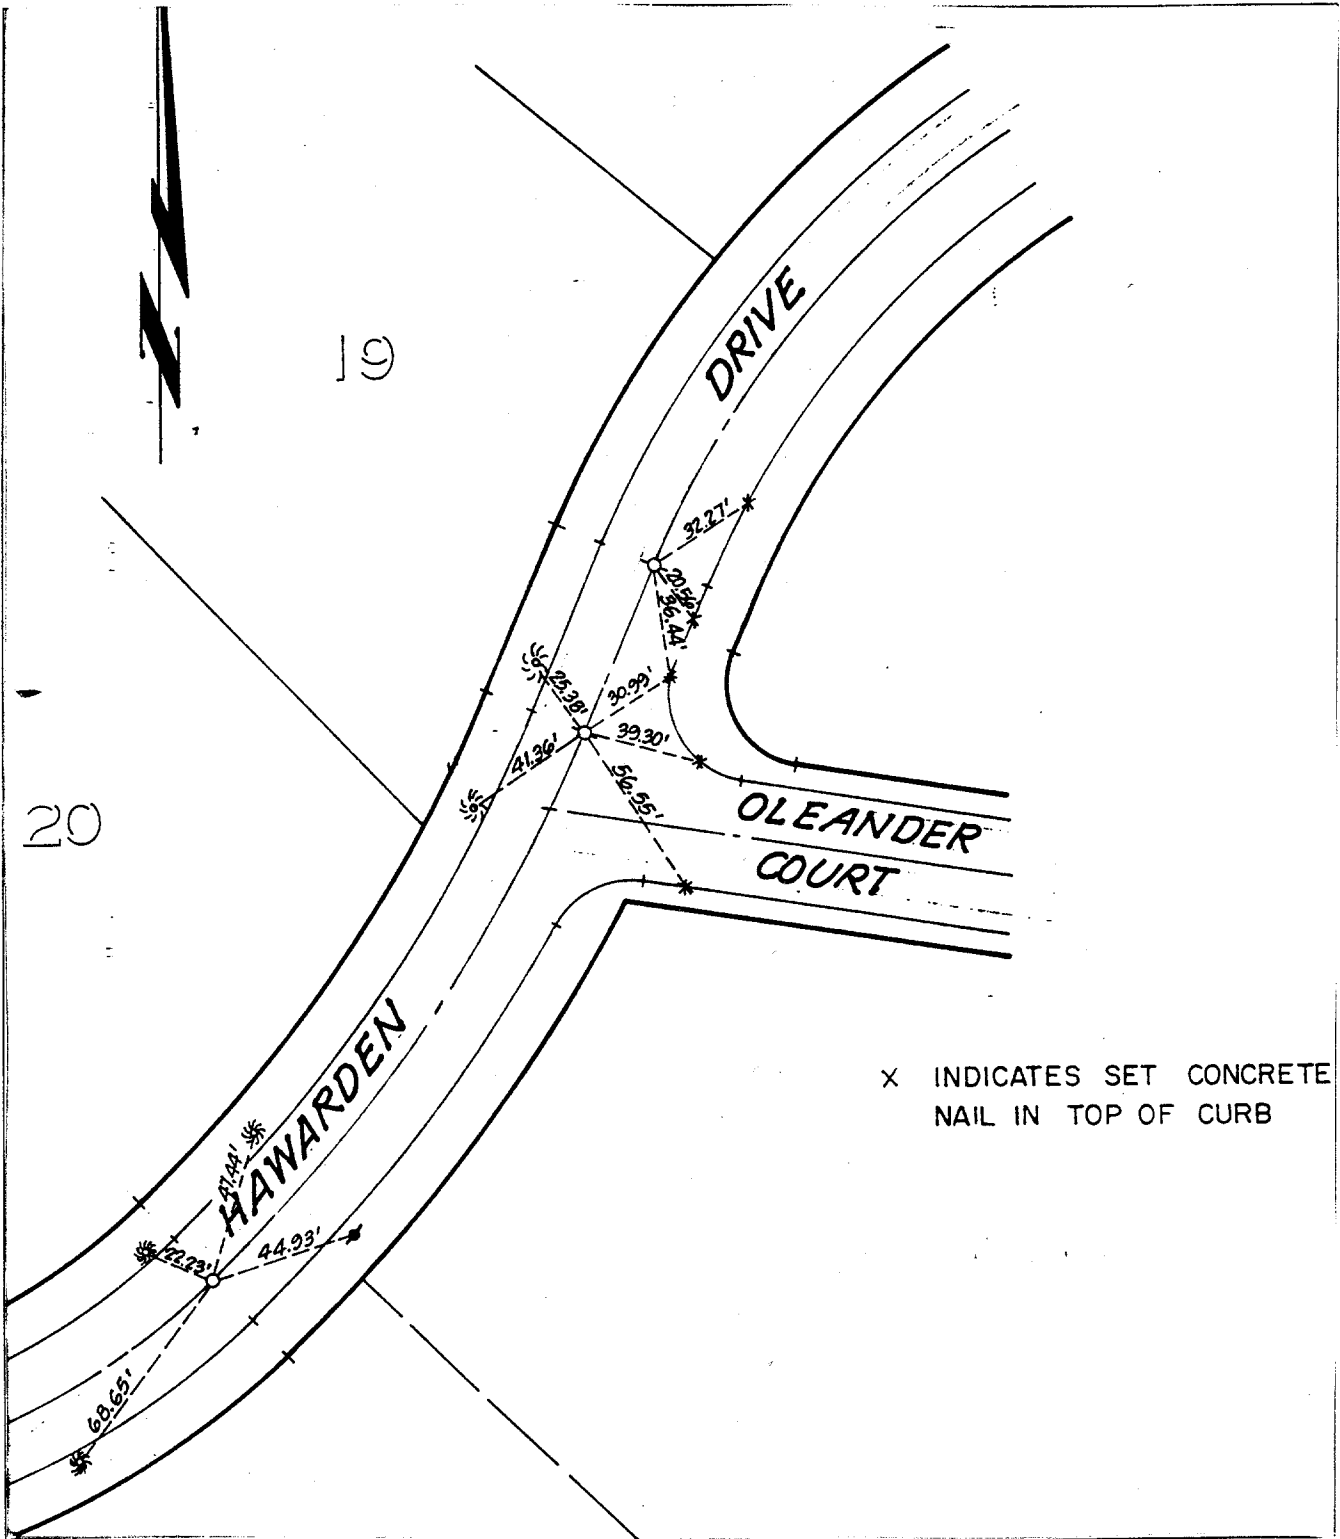 N
19
DRIVE
32.27'
20.56'
36.44'
25.38'
30.99'
39.30'
41.36'
56.55'
20
OLEANDER
COURT
HAWARDEN
X INDICATES SET CONCRETE
NAIL IN TOP OF CURB
47.44'
22.23'
44.93'
68.65'